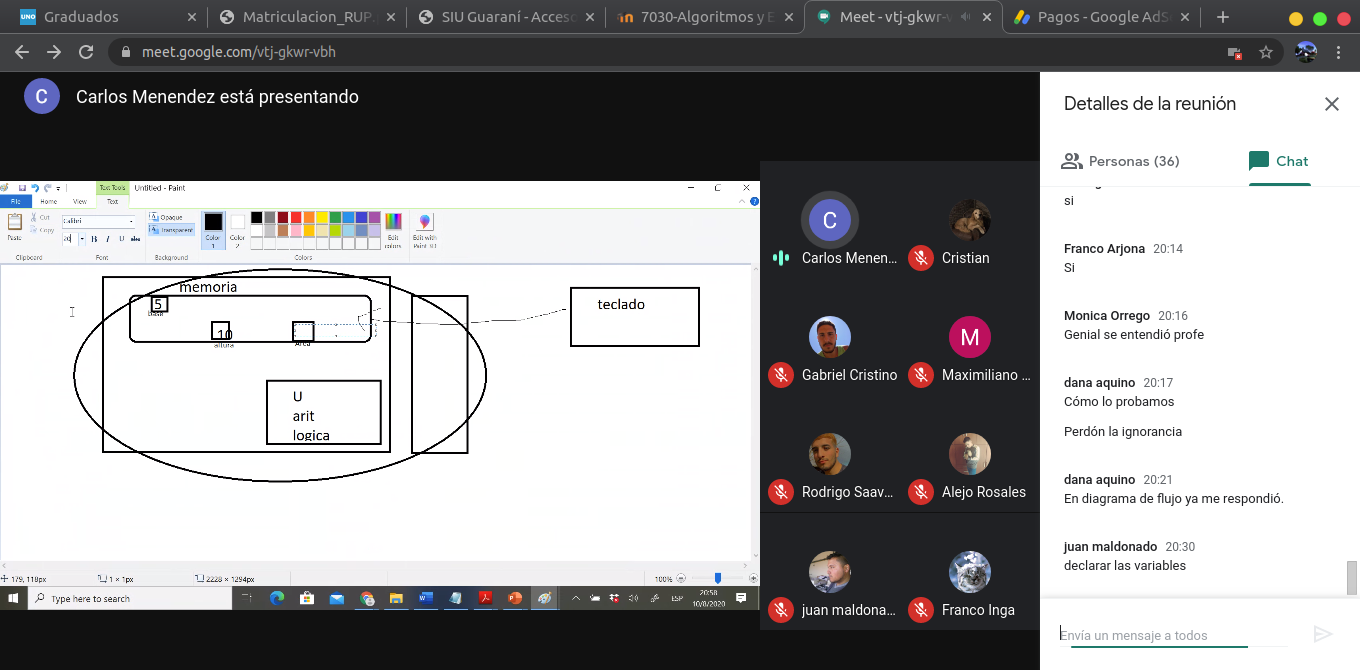 UNO Graduados
Matriculacion_RUP.
SIU Guaraní - Acceso
7030-Algoritmos y E
Meet - vtj-gkwr-v
Pagos - Google AdS
meet.google.com/vtj-gkwr-vbh
C Carlos Menendez está presentando
Text Tools Untitled - Paint
File Home View Text
Paste
Cut
Copy
Clipboard
Calibri
20
B I U abc
Font
Opaque
Transparent
Background
Color
1
Color
2
Edit
colors
Edit with
Paint 3D
Colors
memoria
5
base
10
altura
Area
U
arit
logica
teclado
179, 118px
1 × 1px
2228 × 1294px
100%
Type here to search
ESP
20:58
10/8/2020
C
Carlos Menen...
Cristian
Gabriel Cristino
M
Maximiliano ...
Rodrigo Saav...
Alejo Rosales
juan maldona...
Franco Inga
Detalles de la reunión
Personas (36)
Chat
si
Franco Arjona 20:14
Si
Monica Orrego 20:16
Genial se entendió profe
dana aquino 20:17
Cómo lo probamos
Perdón la ignorancia
dana aquino 20:21
En diagrama de flujo ya me respondió.
juan maldonado 20:30
declarar las variables
Envía un mensaje a todos